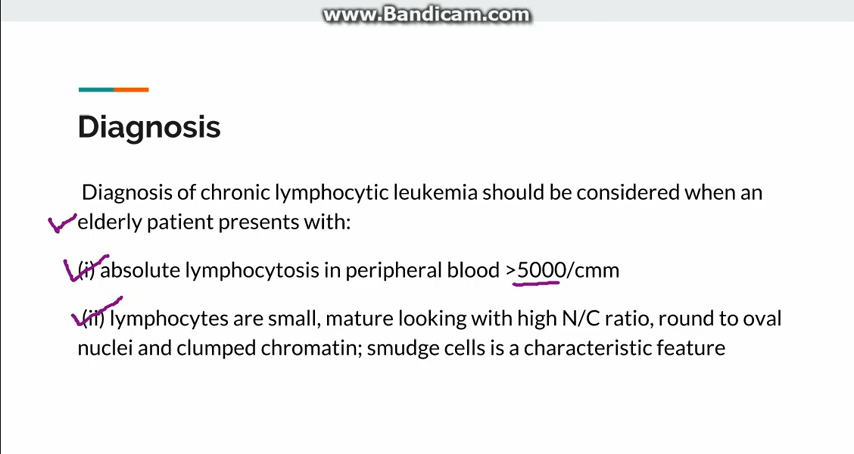 www.Bandicam.com
Diagnosis
Diagnosis of chronic lymphocytic leukemia should be considered when an
elderly patient presents with:
(i) absolute lymphocytosis in peripheral blood >5000/cmm
(ii) lymphocytes are small, mature looking with high N/C ratio, round to oval
nuclei and clumped chromatin; smudge cells is a characteristic feature